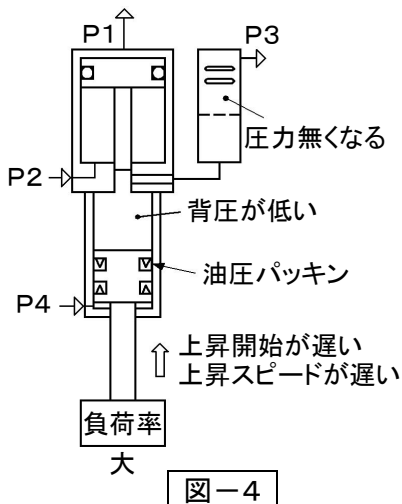 P1
P3
圧力無くなる
P2
背圧が低い
油圧パッキン
P4
上昇開始が遅い
上昇スピードが遅い
負荷率
大
図－4